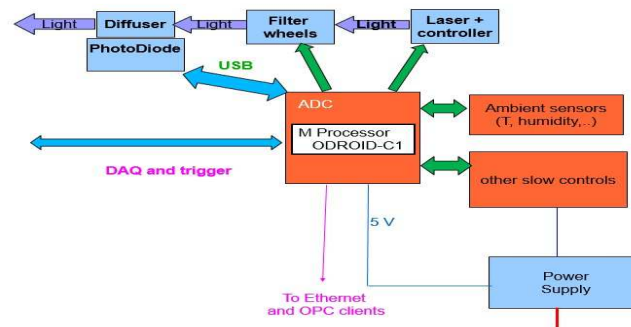 Light
Diffuser
Light
Filter
wheels
Light
Laser +
controller
PhotoDiode
USB
ADC
M Processor
ODROID-C1
Ambient sensors
(T, humidity,..)
DAQ and trigger
other slow controls
5 V
To Ethernet
and OPC clients
Power
Supply